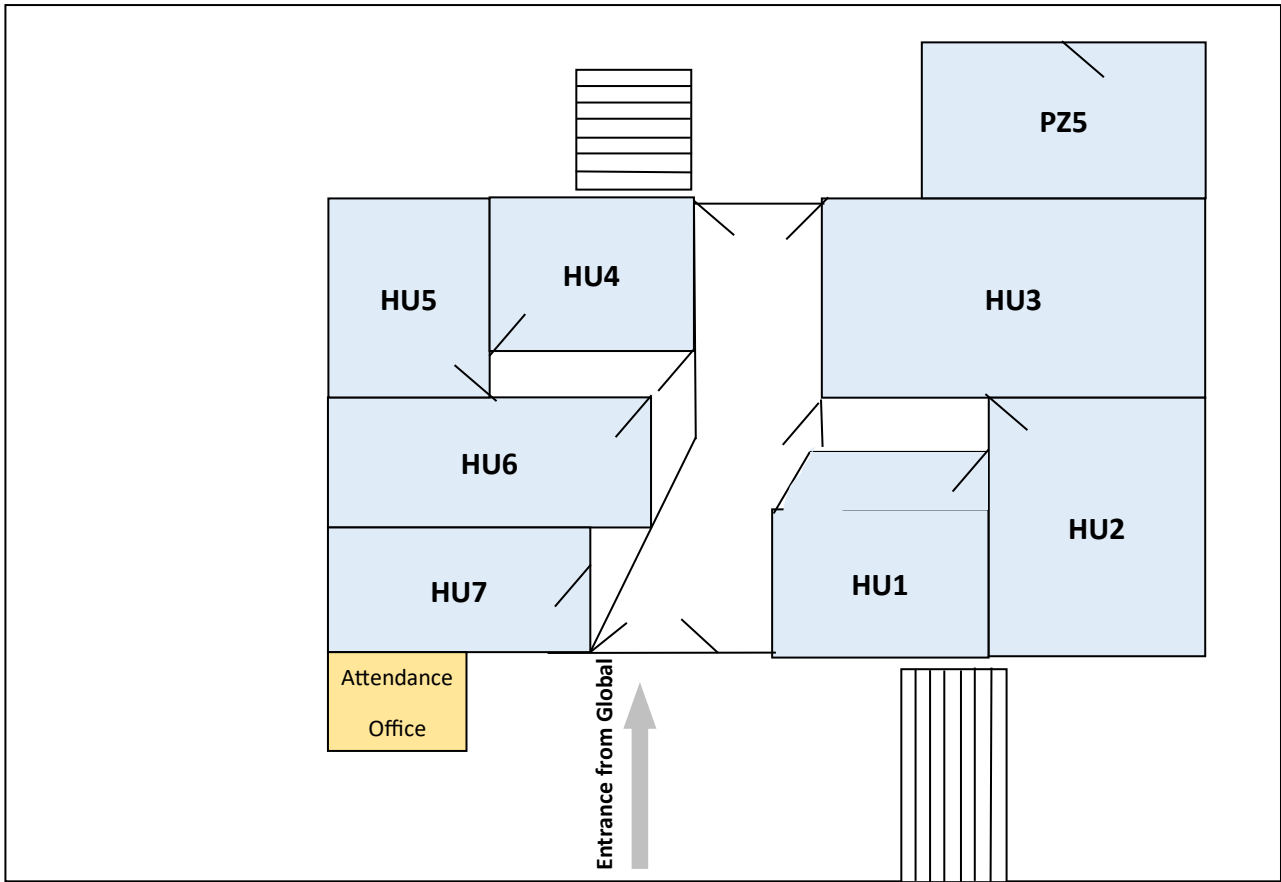 PZ5
HU4
HU5
HU3
HU6
HU2
HU1
HU7
Attendance
Office
Entrance from Global